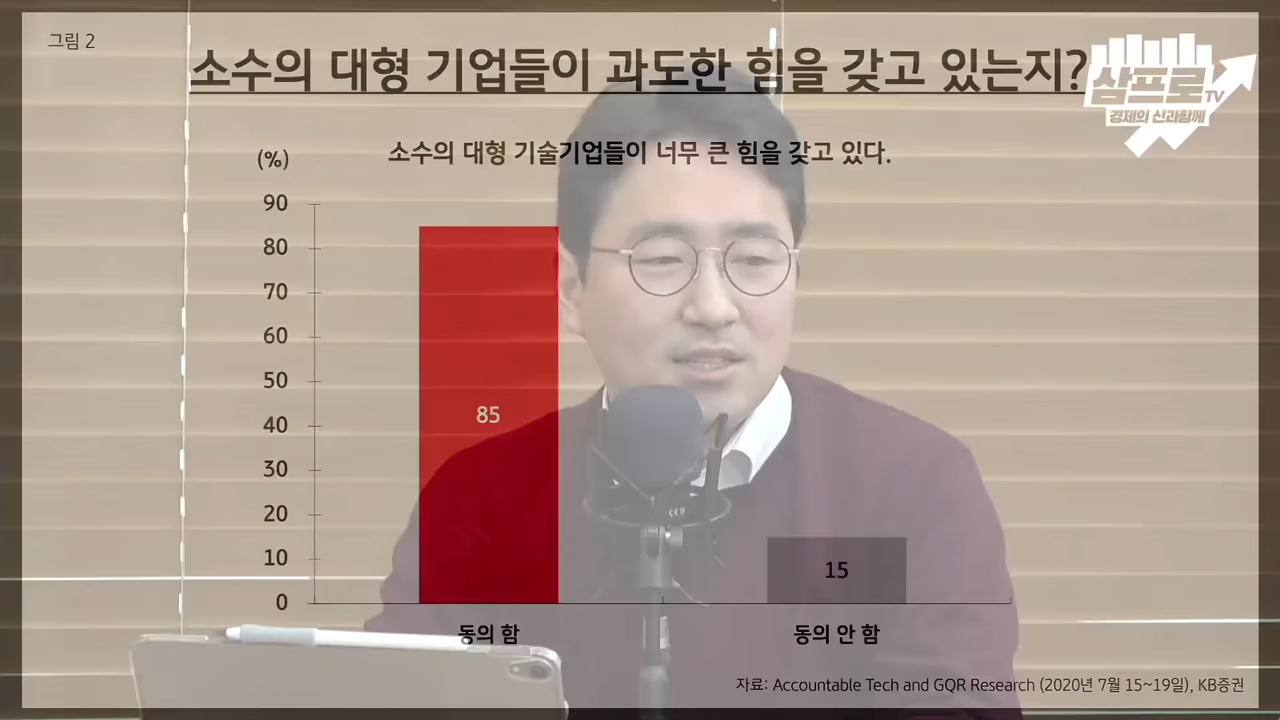 그림 2
소수의 대형 기업들이 과도한 힘을 갖고 있는지?
삼프로TV
경제의 신과함께
소수의 대형 기술기업들이 너무 큰 힘을 갖고 있다.
(%)
90
80
70
60
50
40
30
20
10
0
85
15
동의 함
동의 안 함
자료: Accountable Tech and GQR Research (2020년 7월 15~19일), KB증권